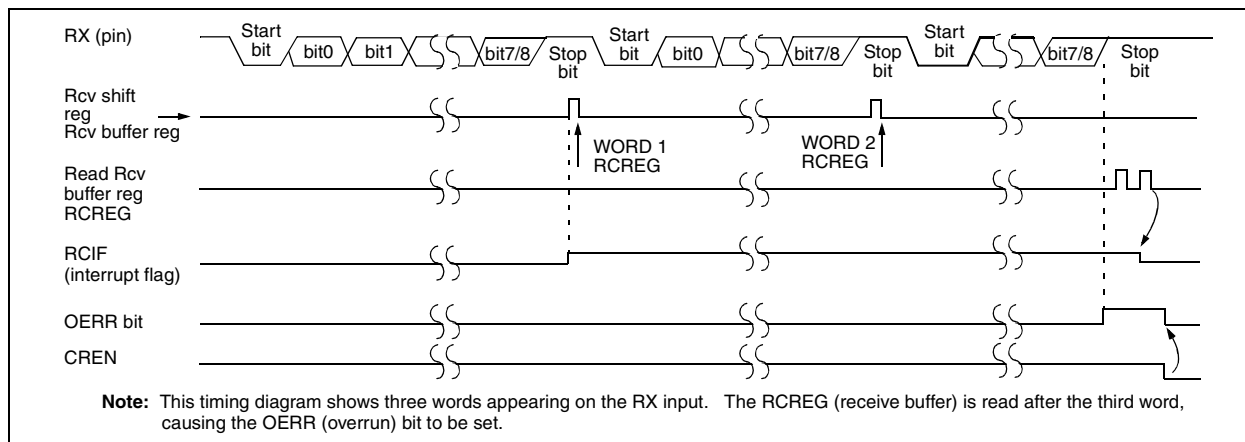 RX (pin)
Start
bit
bit0
bit1
bit7/8
Stop
bit
Start
bit
bit0
bit7/8
Stop
bit
Start
bit
bit7/8
Stop
bit
Rcv shift
reg
Rcv buffer reg
WORD 1
RCREG
WORD 2
RCREG
Read Rcv
buffer reg
RCREG
RCIF
(interrupt flag)
OERR bit
CREN
Note: This timing diagram shows three words appearing on the RX input. The RCREG (receive buffer) is read after the third word,
causing the OERR (overrun) bit to be set.